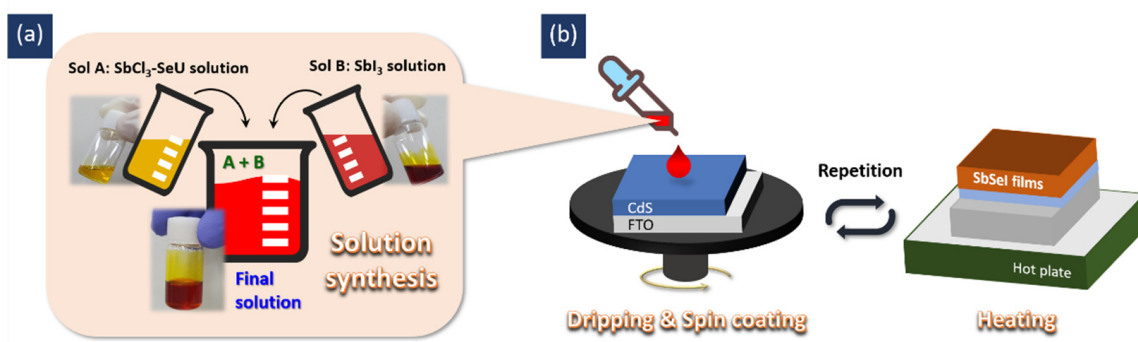 (a)
Sol A: SbCl₃-SeU solution
Sol B: SbI₃ solution
A + B
Final
solution
Solution
synthesis
(b)
CdS
FTO
Dripping & Spin coating
Repetition
SbSeI films
Hot plate
Heating